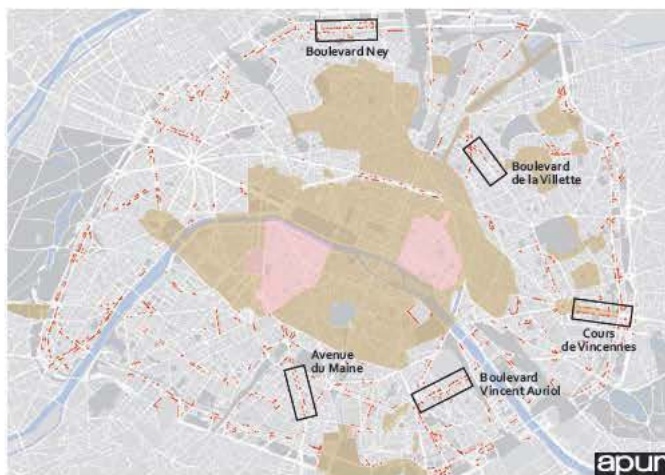 Boulevard Ney
Boulevard
de la Villette
Cours
de Vincennes
Avenue
du Maine
Boulevard
Vincent Auriol
apur